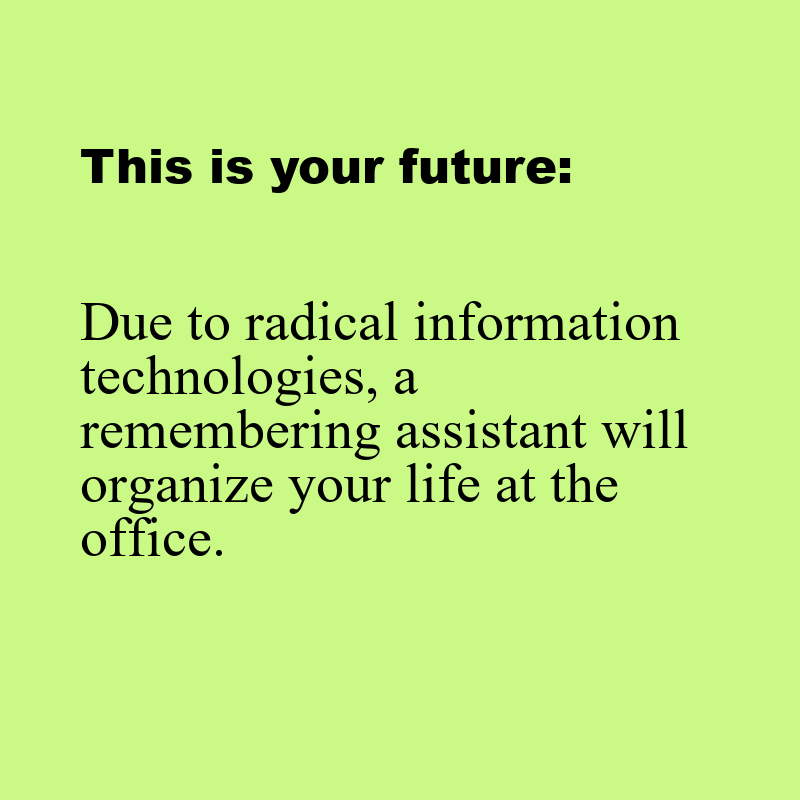 This is your future:
Due to radical information
technologies, a
remembering assistant will
organize your life at the
office.